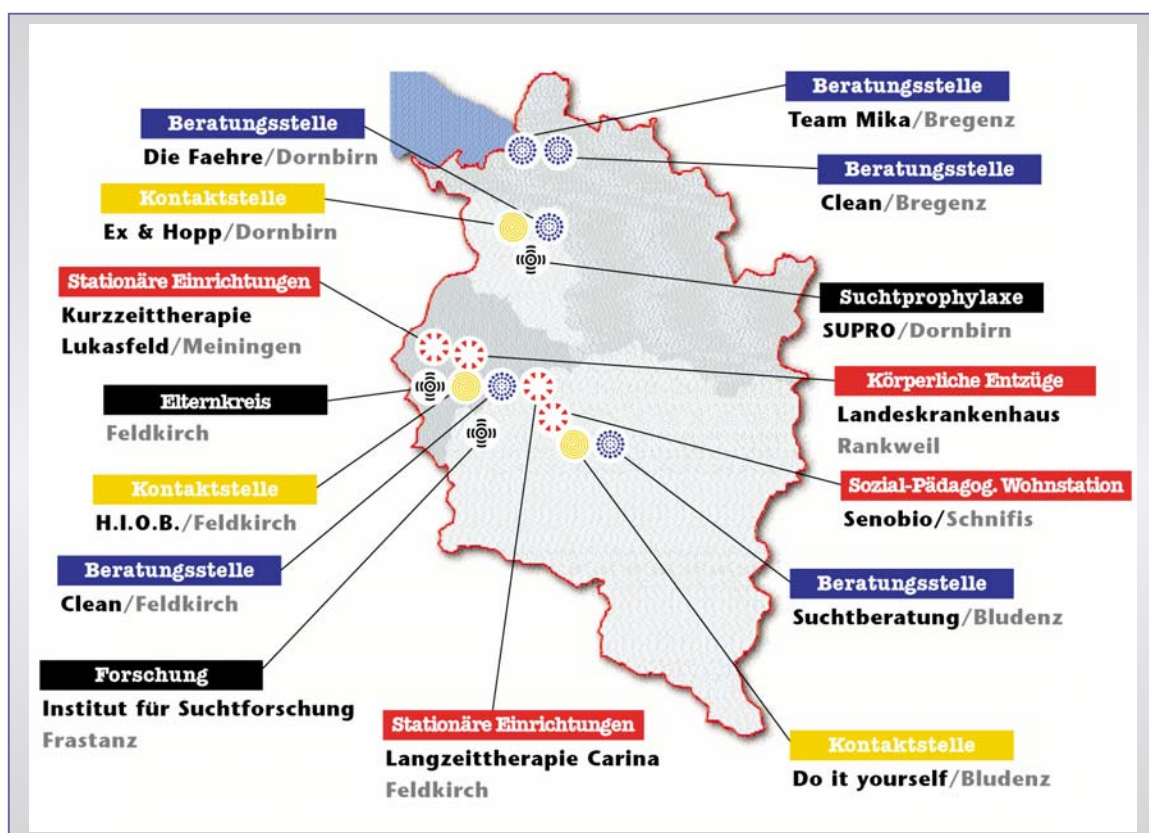 Beratungsstelle
Die Faehre/Dornbirn
Kontaktstelle
Ex & Hopp/Dornbirn
Stationäre Einrichtungen
Kurzzeittherapie
Lukasfeld/Meiningen
Elternkreis
Feldkirch
Kontaktstelle
H.I.O.B./Feldkirch
Beratungsstelle
Clean/Feldkirch
Forschung
Institut für Suchtforschung
Frastanz
Stationäre Einrichtungen
Langzeittherapie Carina
Feldkirch
Beratungsstelle
Team Mika/Bregenz
Beratungsstelle
Clean/Bregenz
Suchtprophylaxe
SUPRO/Dornbirn
Körperliche Entzüge
Landeskrankenhaus
Rankweil
Sozial-Pädagog. Wohnstation
Senobio/Schnifis
Beratungsstelle
Suchtberatung/Bludenz
Kontaktstelle
Do it yourself/Bludenz